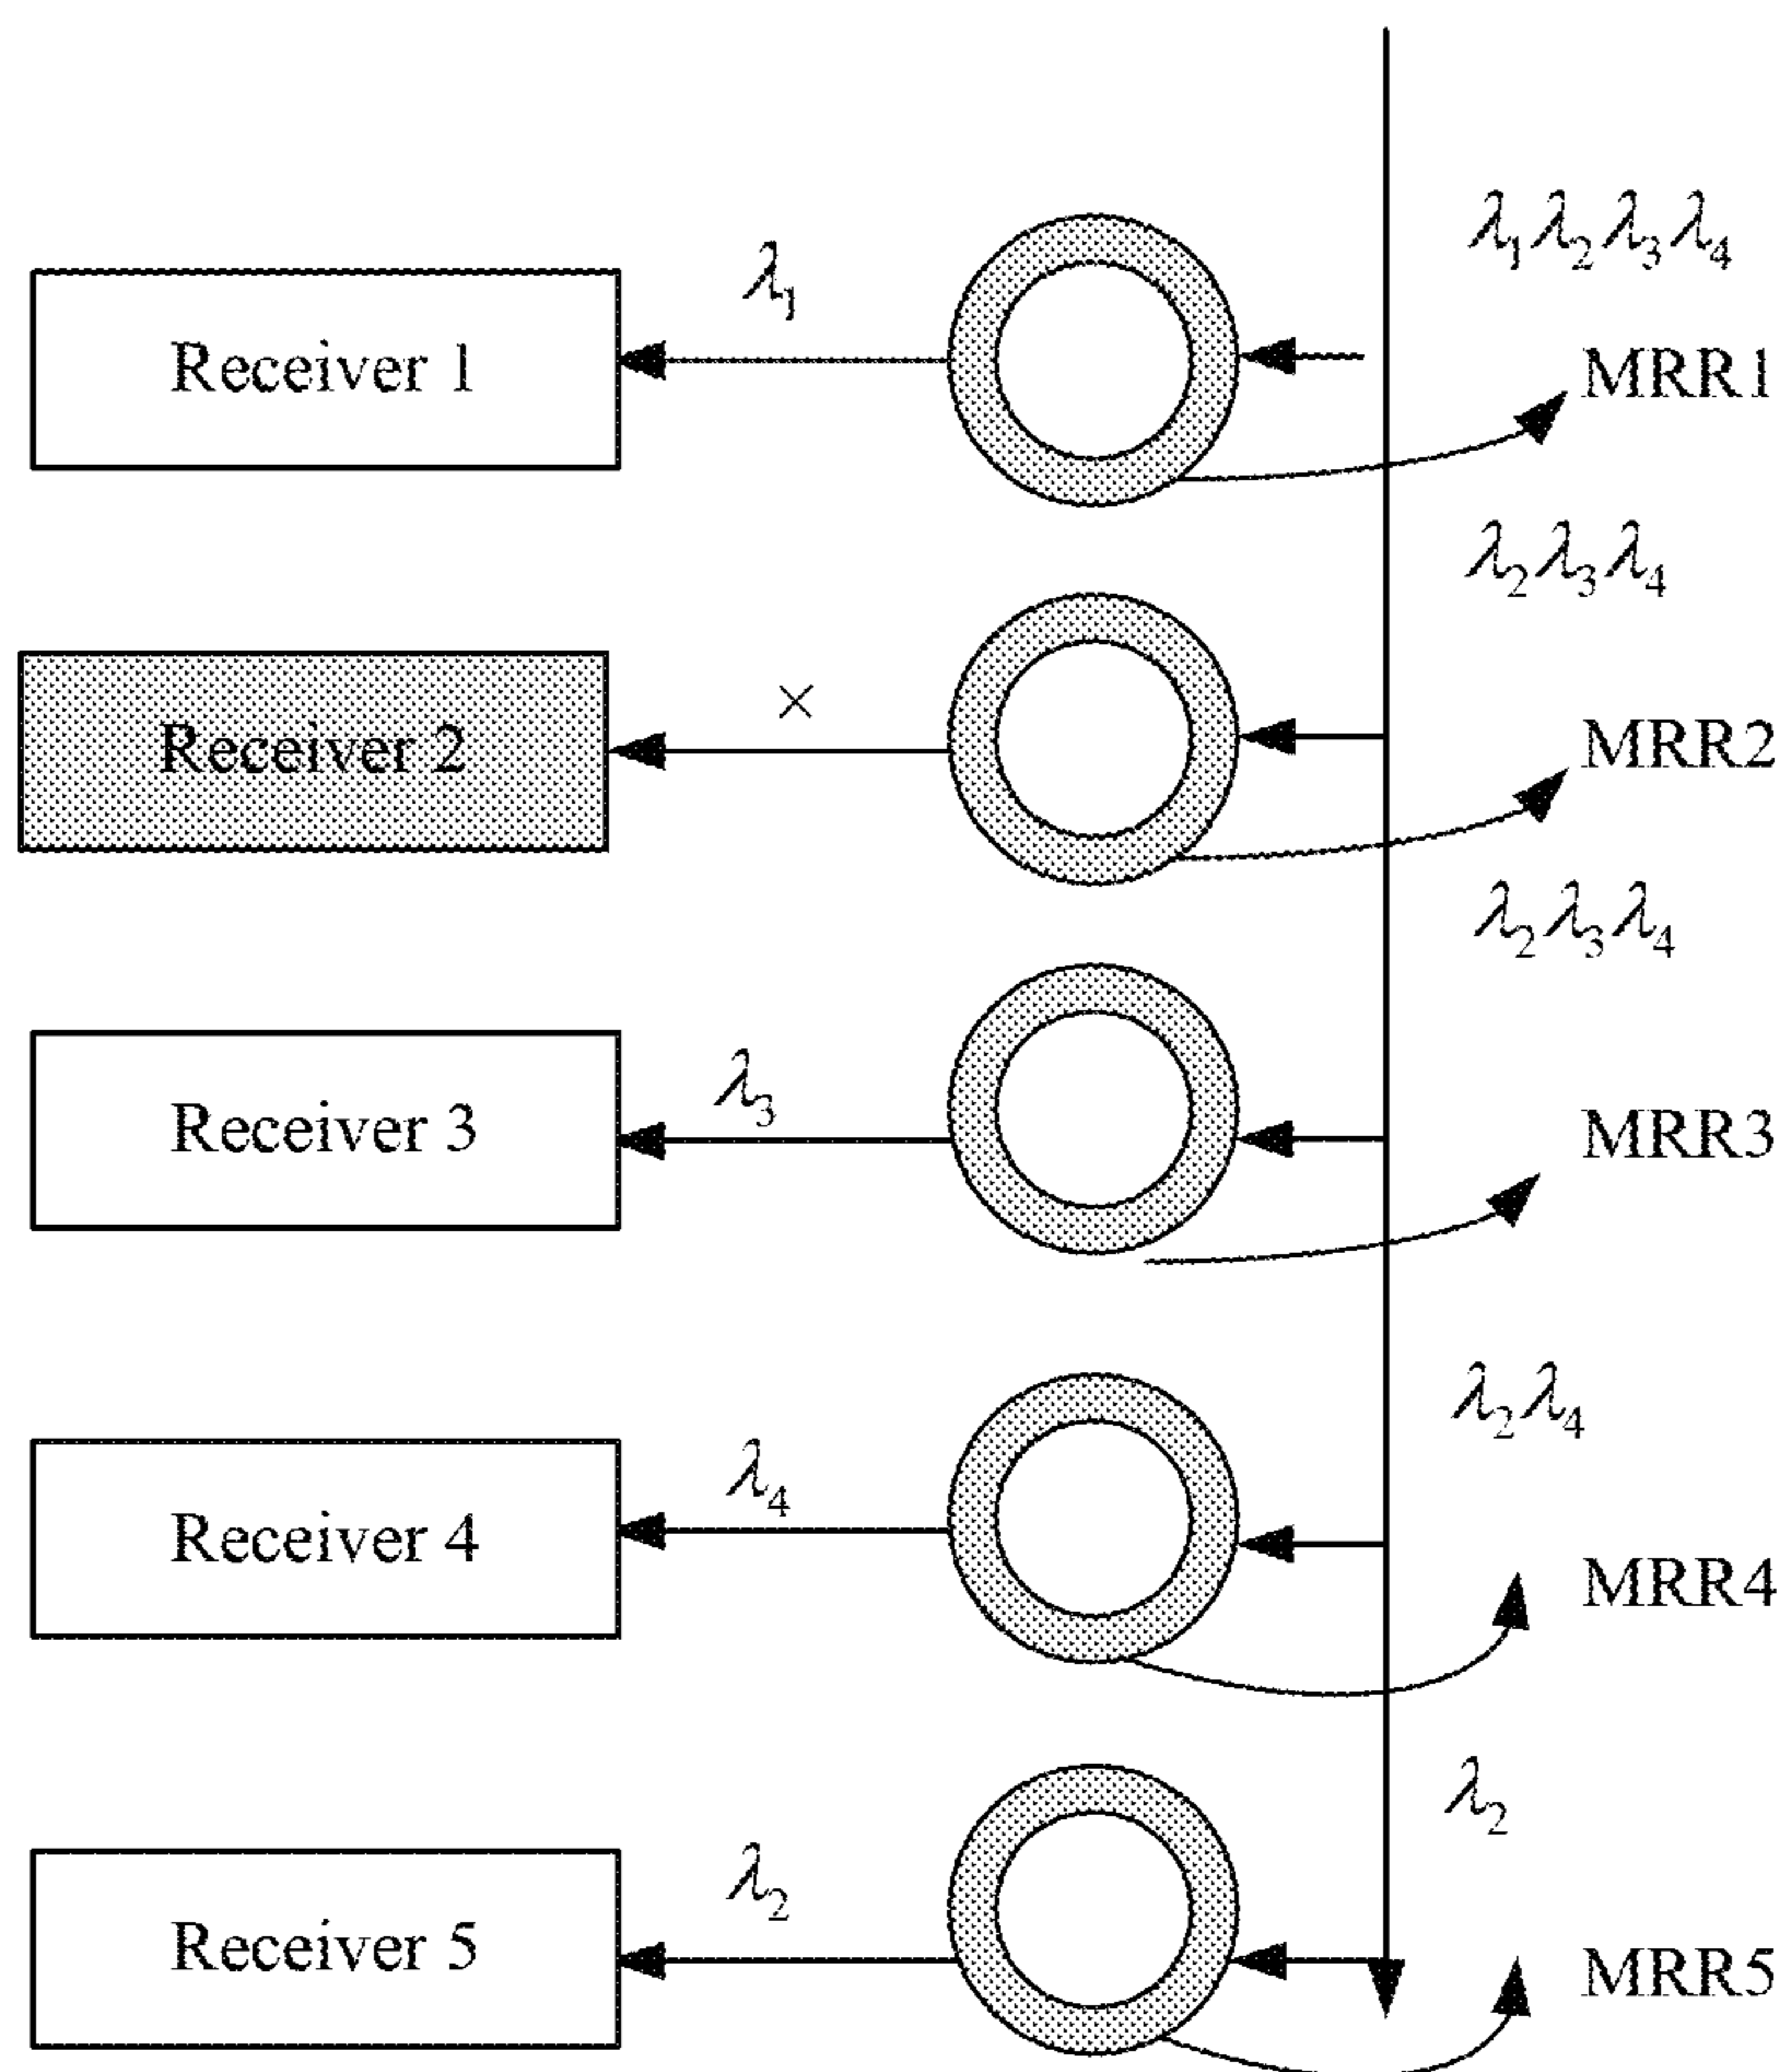 λ₁λ₂λ₃λ₄
λ₁
Receiver 1
MRR1
λ₂λ₃λ₄
×
Receiver 2
MRR2
λ₂λ₃λ₄
λ₃
Receiver 3
MRR3
λ₂λ₄
λ₄
Receiver 4
MRR4
λ₂
λ₂
Receiver 5
MRR5